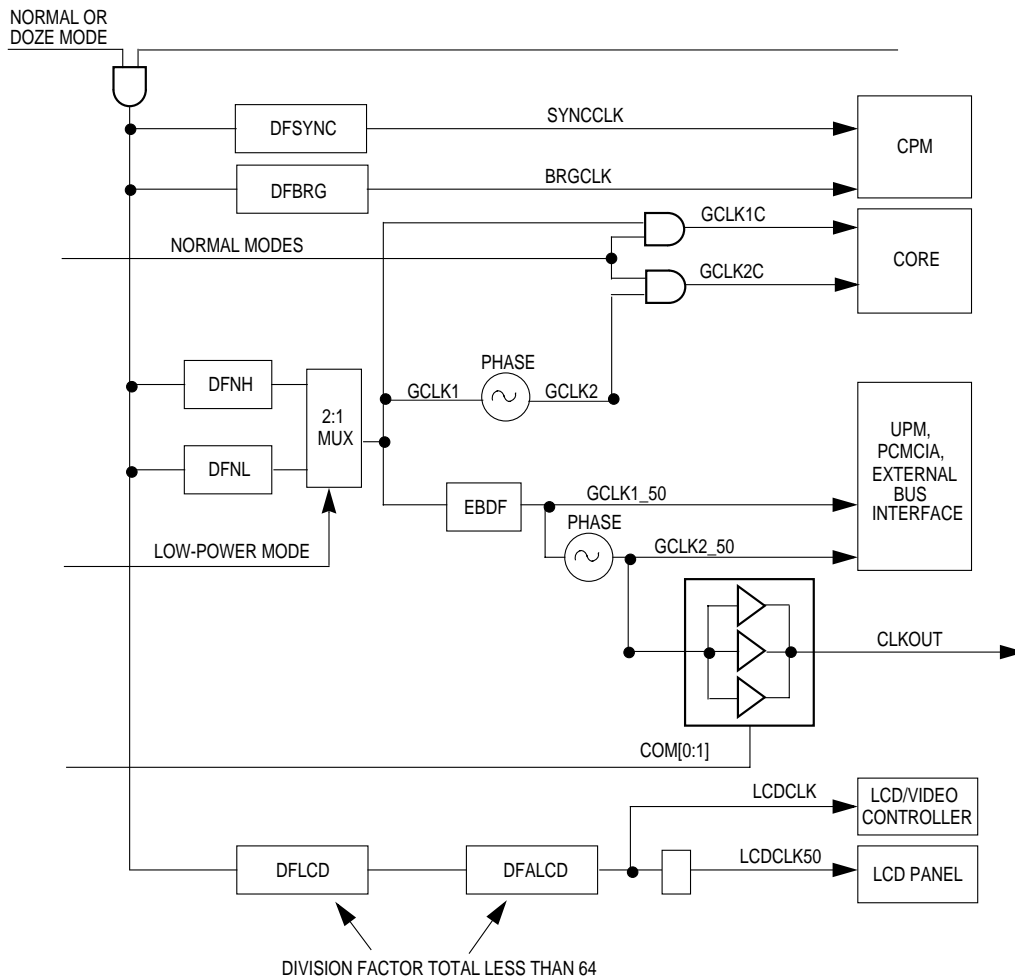 NORMAL OR
DOZE MODE
DFSYNC
SYNCCLK
CPM
DFBRG
BRGCLK
GCLK1C
NORMAL MODES
CORE
GCLK2C
PHASE
DFNH
GCLK1
GCLK2
2:1
MUX
UPM,
PCMCIA,
EXTERNAL
BUS
INTERFACE
DFNL
EBDF
GCLK1_50
PHASE
LOW-POWER MODE
GCLK2_50
CLKOUT
COM[0:1]
LCDCLK
LCD/VIDEO
CONTROLLER
DFLCD
DFALCD
LCDCLK50
LCD PANEL
DIVISION FACTOR TOTAL LESS THAN 64